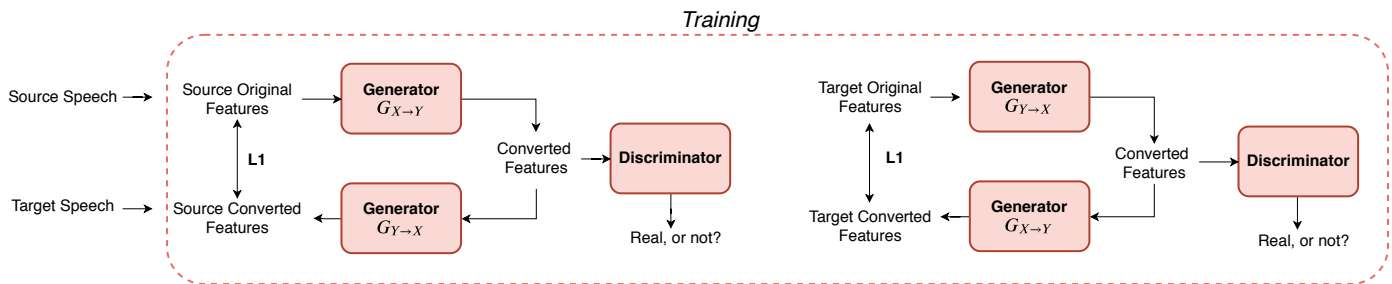 Training
Source Speech
Target Speech
Source Original
Features
L1
Source Converted
Features
Generator
G_{X→Y}
Generator
G_{Y→X}
Converted
Features
Discriminator
Real, or not?
Target Original
Features
L1
Target Converted
Features
Generator
G_{Y→X}
Generator
G_{X→Y}
Converted
Features
Discriminator
Real, or not?